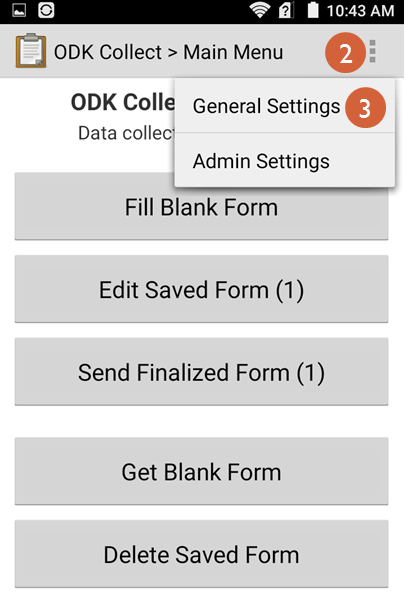 10:43 AM
ODK Collect > Main Menu
2
ODK Colle
General Settings
3
Data collect
Admin Settings
Fill Blank Form
Edit Saved Form (1)
Send Finalized Form (1)
Get Blank Form
Delete Saved Form